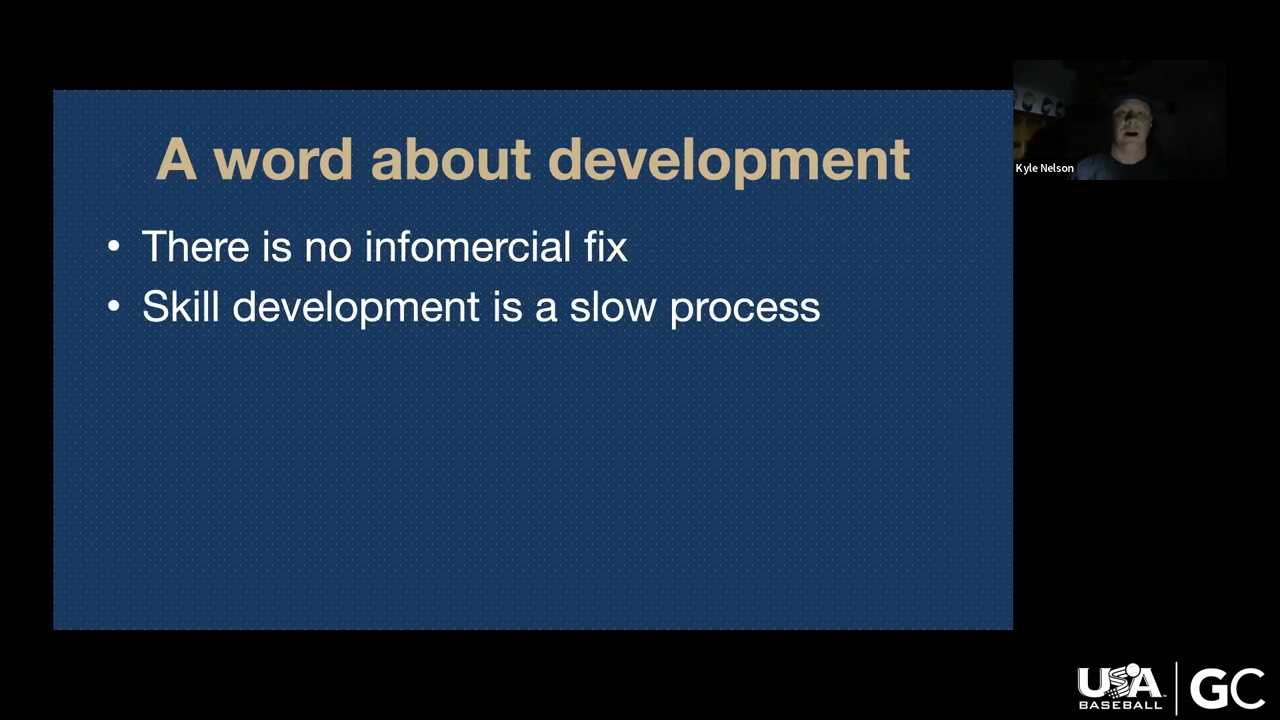 A word about development
• There is no infomercial fix
• Skill development is a slow process
Kyle Nelson
USA
BASEBALL
GC